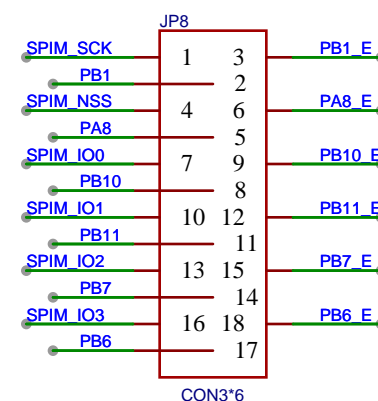 JP8
SPIM_SCK 1 3 PB1_E
PB1 2
SPIM_NSS 4 6 PA8_E
PA8 5
SPIM_IO0 7 9 PB10_E
PB10 8
SPIM_IO1 10 12 PB11_E
PB11 11
SPIM_IO2 13 15 PB7_E
PB7 14
SPIM_IO3 16 18 PB6_E
PB6 17
CON3*6